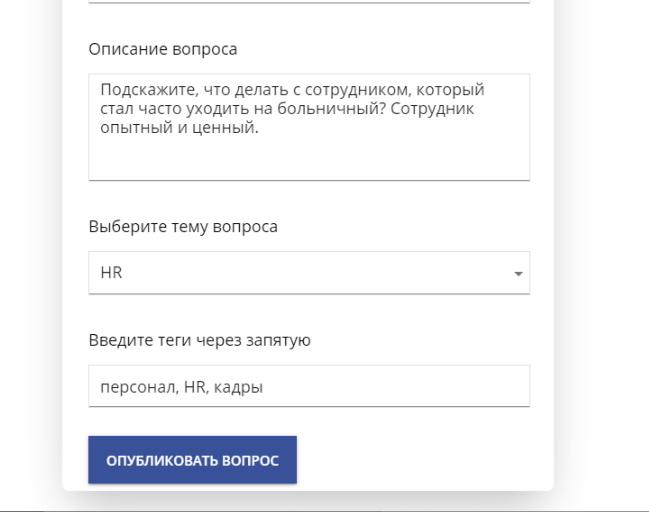 Описание вопроса
Подскажите, что делать с сотрудником, который
стал часто уходить на больничный? Сотрудник
опытный и ценный.
Выберите тему вопроса
HR
Введите теги через запятую
персонал, HR, кадры
ОПУБЛИКОВАТЬ ВОПРОС